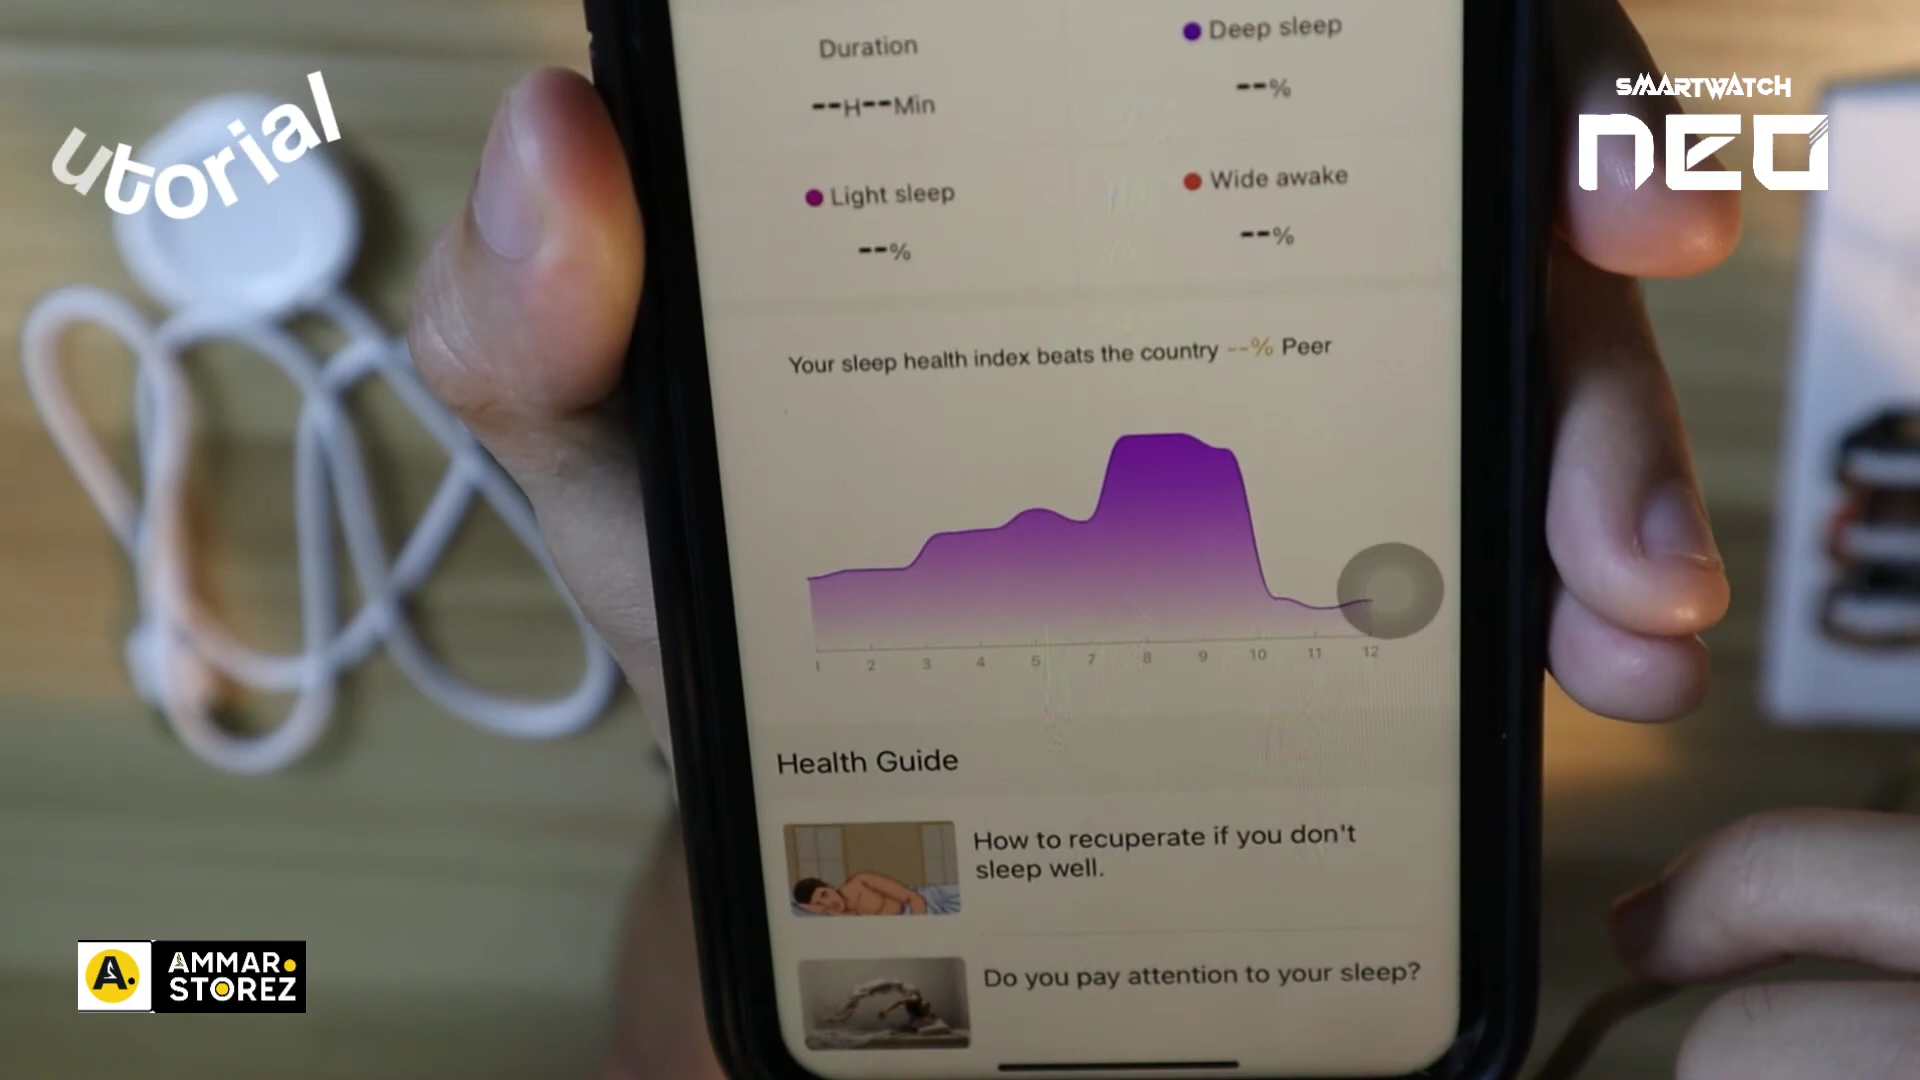 utorial
SMARTWATCH
NEO
Duration
--H--Min
Deep sleep
--%
Light sleep
--%
Wide awake
--%
Your sleep health index beats the country --% Peer
1 2 3 4 5 7 8 9 10 11 12
Health Guide
How to recuperate if you don't
sleep well.
Do you pay attention to your sleep?
A.
AMMAR
STOREZ